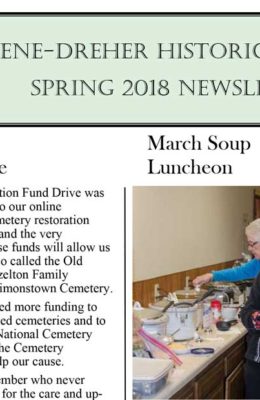 ENE-DREHER HISTORIC
SPRING 2018 NEWSLE
e
tion Fund Drive was
o our online
metery restoration
and the very
se funds will allow us
o called the Old
zelton Family
imonstown Cemetery.
ed more funding to
ed cemeteries and to
National Cemetery
he Cemetery
lp our cause.
ember who never
for the care and up-
March Soup
Luncheon